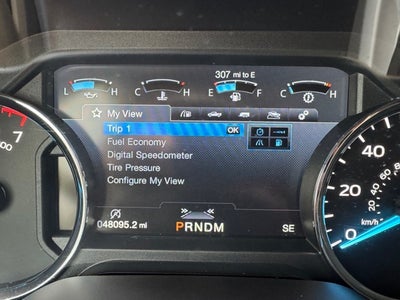 307 mi to E
L H C H E F C H
My View
Trip 1 OK
Fuel Economy
Digital Speedometer
Tire Pressure
Configure My View
048095.2 mi PRNDM SE
7
40
20
0
80
km/h